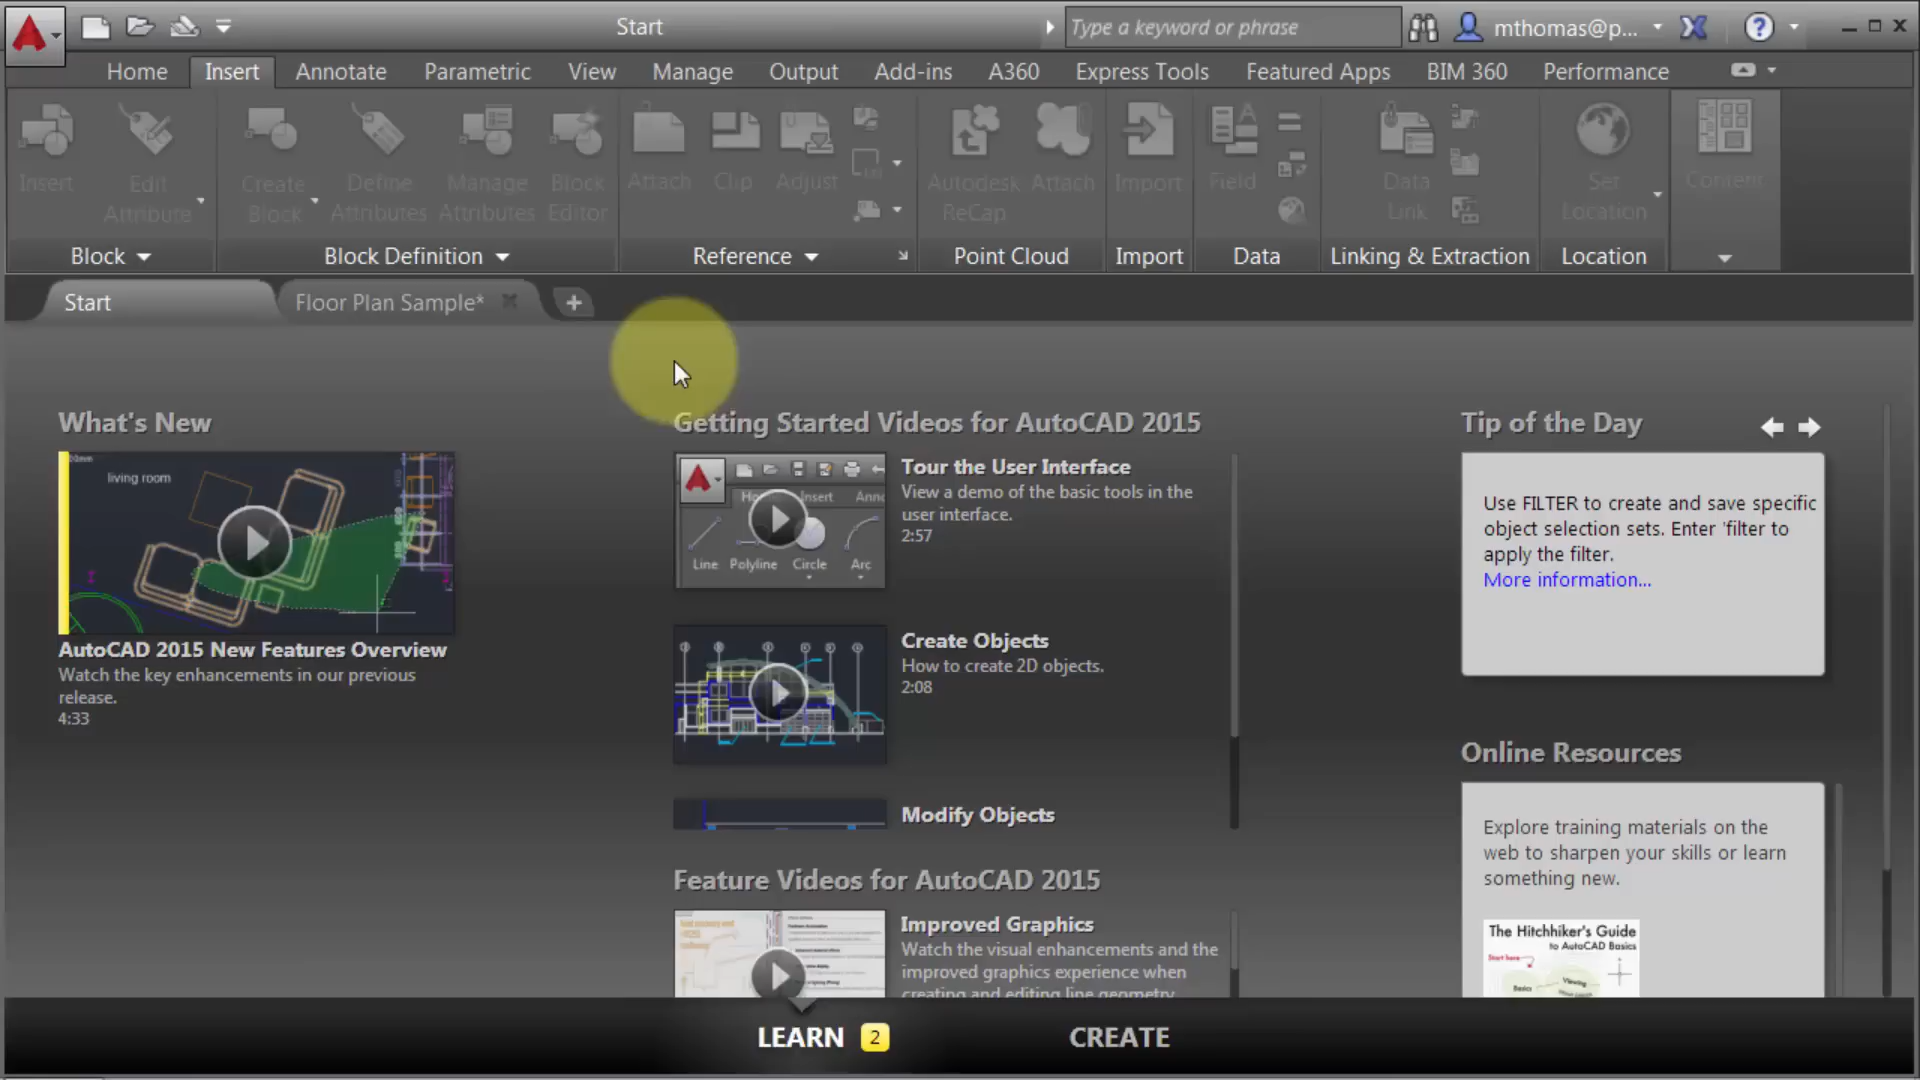 Start
Type a keyword or phrase
mthomas@p...
Home
Insert
Annotate
Parametric
View
Manage
Output
Add-ins
A360
Express Tools
Featured Apps
BIM 360
Performance
Insert
Edit
Attribute
Create
Block
Define
Attributes
Manage
Attributes
Block
Editor
Attach
Clip
Adjust
Autodesk
ReCap
Attach
Import
Field
Data
Link
Set
Location
Content
Block
Block Definition
Reference
Point Cloud
Import
Data
Linking & Extraction
Location
Start
Floor Plan Sample*
What's New
living room
AutoCAD 2015 New Features Overview
Watch the key enhancements in our previous
release.
4:33
Getting Started Videos for AutoCAD 2015
Insert
Line
Polyline
Circle
Arc
Tour the User Interface
View a demo of the basic tools in the
user interface.
2:57
Create Objects
How to create 2D objects.
2:08
Modify Objects
Feature Videos for AutoCAD 2015
Improved Graphics
Watch the visual enhancements and the
improved graphics experience when
creating and editing line geometry
Tip of the Day
Use FILTER to create and save specific
object selection sets. Enter 'filter to
apply the filter.
More information...
Online Resources
Explore training materials on the
web to sharpen your skills or learn
something new.
The Hitchhiker's Guide
to AutoCAD Basics
Start here
Basics
Viewing
LEARN 2
CREATE